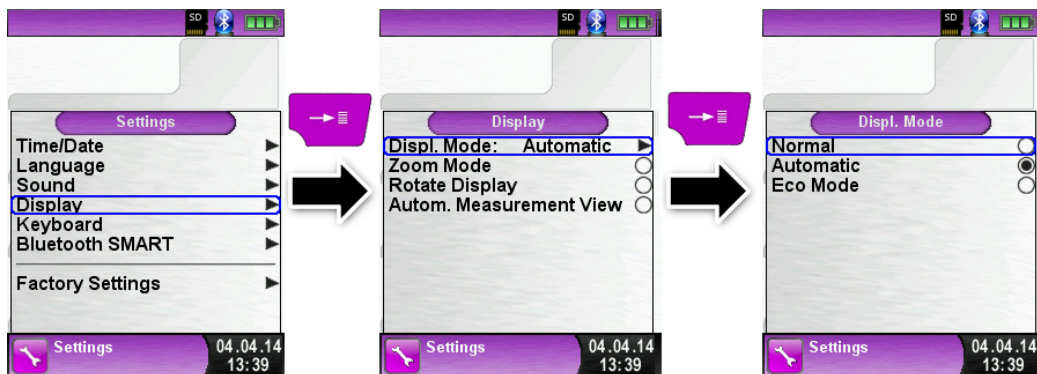 SD
Settings
Time/Date
Language
Sound
Display
Keyboard
Bluetooth SMART
Factory Settings
Settings
04.04.14
13:39
SD
Display
Displ. Mode: Automatic
Zoom Mode
Rotate Display
Autom. Measurement View
Settings
04.04.14
13:39
SD
Displ. Mode
Normal
Automatic
Eco Mode
Settings
04.04.14
13:39